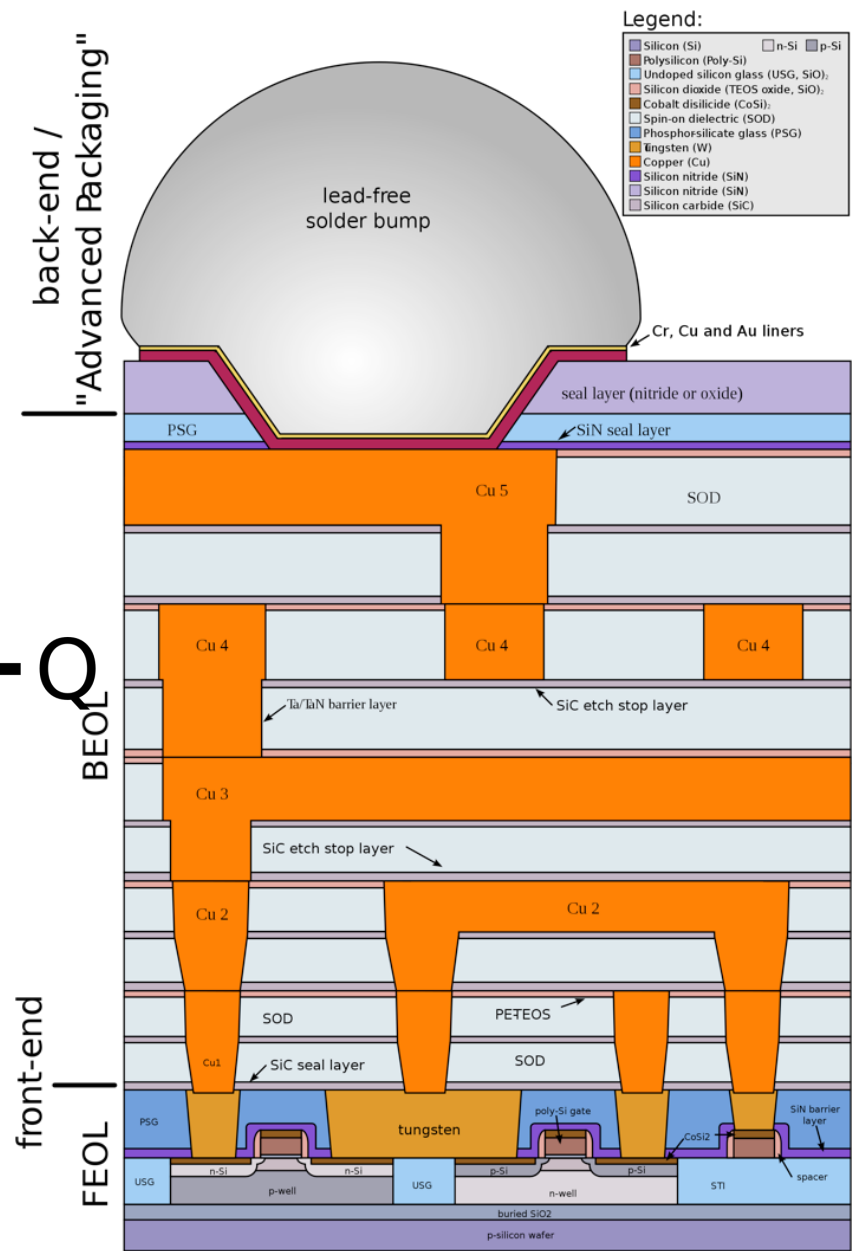 Legend:
Silicon (Si) n-Si p-Si
Polysilicon (Poly-Si)
Undoped silicon glass (USG, SiO)₂
Silicon dioxide (TEOS oxide, SiO)₂
Cobalt disilicide (CoSi)₂
Spin-on dielectric (SOD)
Phosphorsilicate glass (PSG)
Tungsten (W)
Copper (Cu)
Silicon nitride (SiN)
Silicon nitride (SiN)
Silicon carbide (SiC)
back-end /
"Advanced Packaging"
lead-free
solder bump
Cr, Cu and Au liners
seal layer (nitride or oxide)
PSG
SiN seal layer
Cu 5
SOD
Cu 4
Cu 4
Cu 4
- Q
BEOL
Ta/TaN barrier layer
SiC etch stop layer
Cu 3
SiC etch stop layer
Cu 2
Cu 2
front-end
SOD
PE-TEOS
Cu1
SiC seal layer
SOD
FEOL
PSG
tungsten
poly-Si gate
SiN barrier
layer
CoSi2
spacer
USG
n-Si
n-Si
p-well
USG
p-Si
p-Si
n-well
STI
buried SiO2
p-silicon wafer